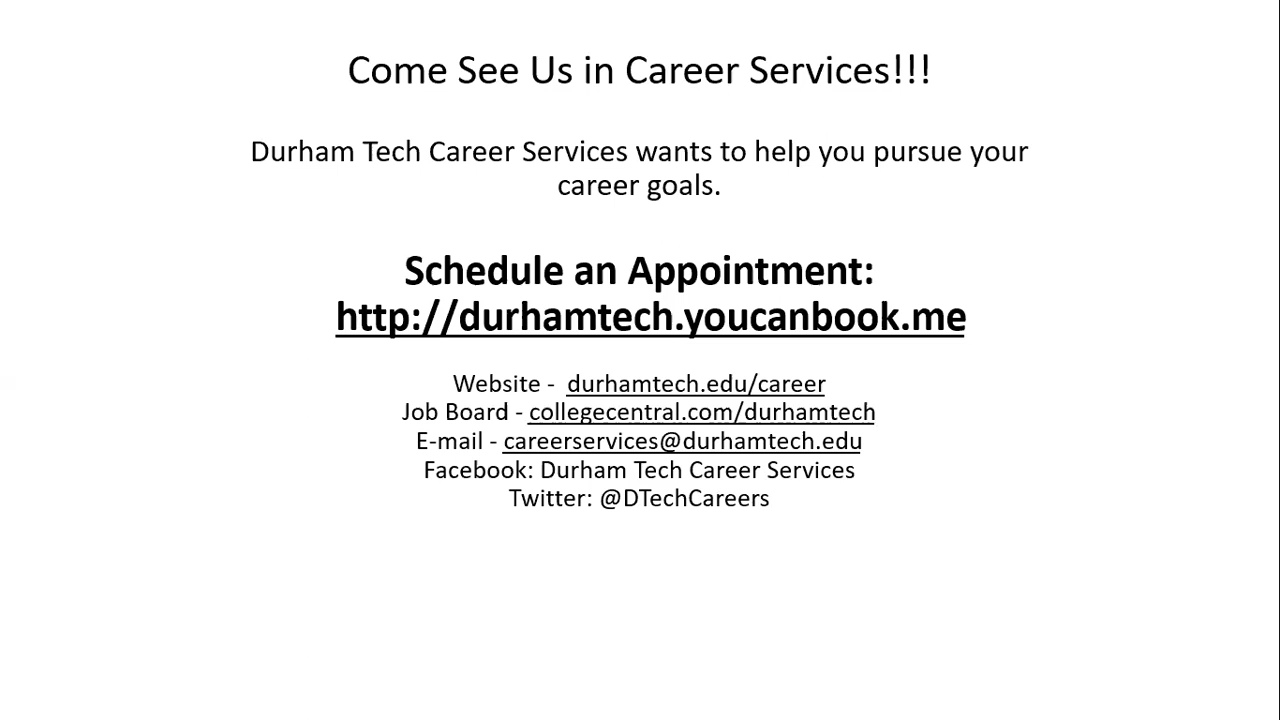 Come See Us in Career Services!!!
Durham Tech Career Services wants to help you pursue your
career goals.
Schedule an Appointment:
http://durhamtech.youcanbook.me
Website - durhamtech.edu/career
Job Board - collegecentral.com/durhamtech
E-mail - careerservices@durhamtech.edu
Facebook: Durham Tech Career Services
Twitter: @DTechCareers